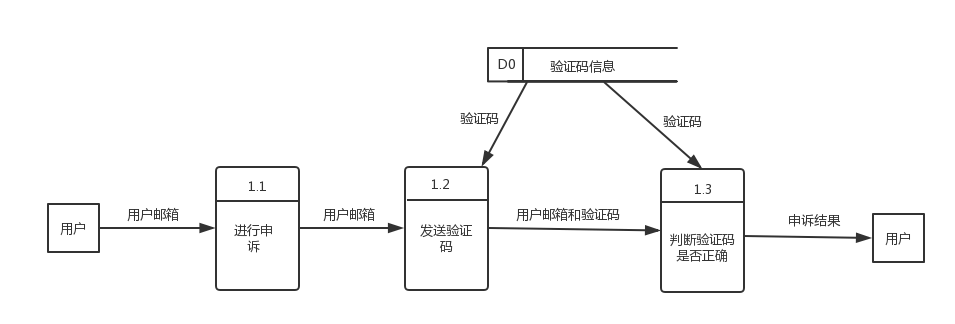 D0
验证码信息
验证码
验证码
1.1
1.2
1.3
用户
用户邮箱
进行申
诉
用户邮箱
发送验证
码
用户邮箱和验证码
判断验证码
是否正确
申诉结果
用户